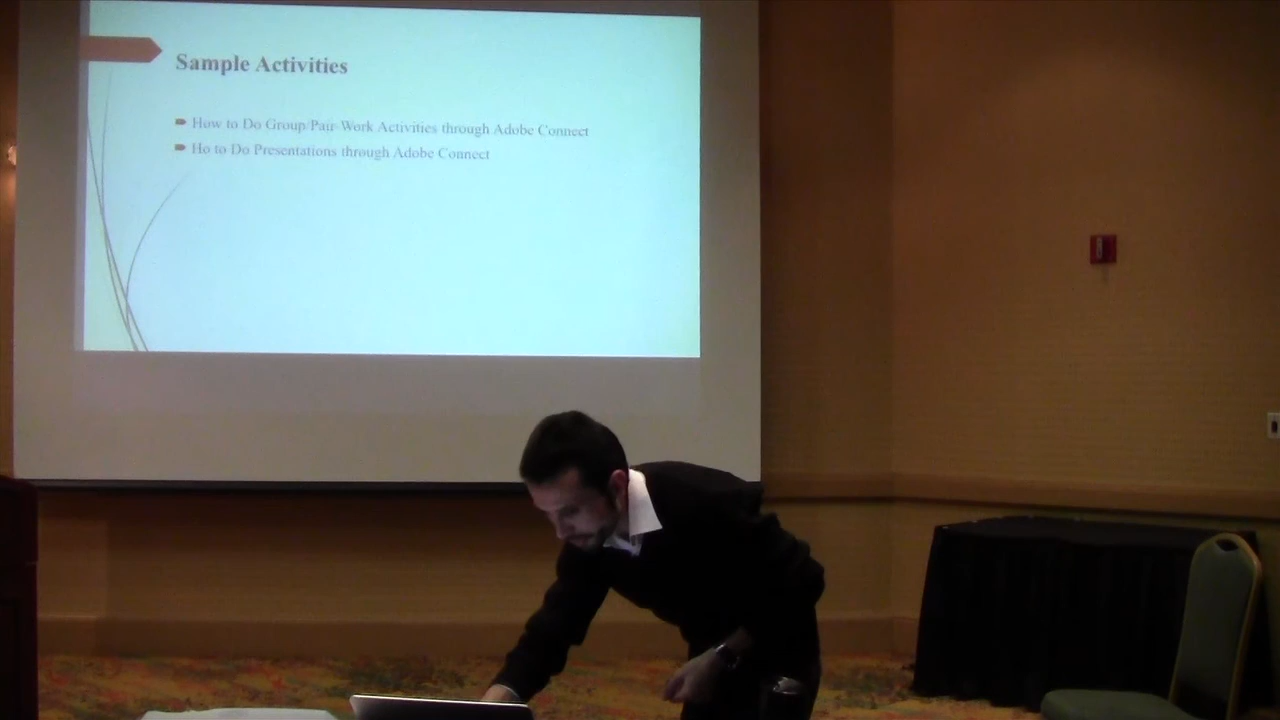 Sample Activities
How to Do Group/Pair-Work Activities through Adobe Connect
Ho to Do Presentations through Adobe Connect